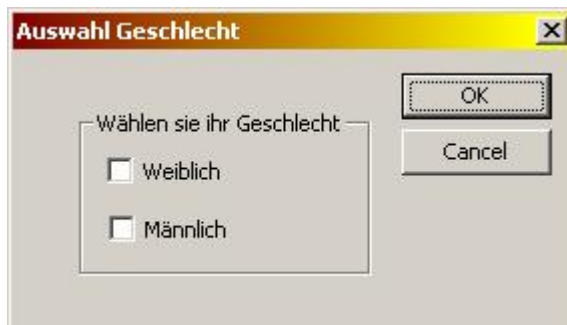 Auswahl Geschlecht
OK
Wählen sie ihr Geschlecht
Cancel
Weiblich
Männlich